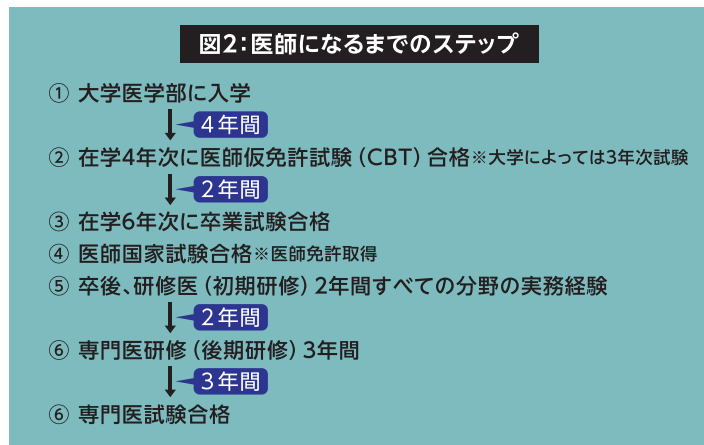 図2：医師になるまでのステップ
① 大学医学部に入学
4年間
② 在学4年次に医師仮免許試験（CBT）合格※大学によっては3年次試験
2年間
③ 在学6年次に卒業試験合格
④ 医師国家試験合格※医師免許取得
⑤ 卒後、研修医（初期研修）2年間すべての分野の実務経験
2年間
⑥ 専門医研修（後期研修）3年間
3年間
⑥ 専門医試験合格